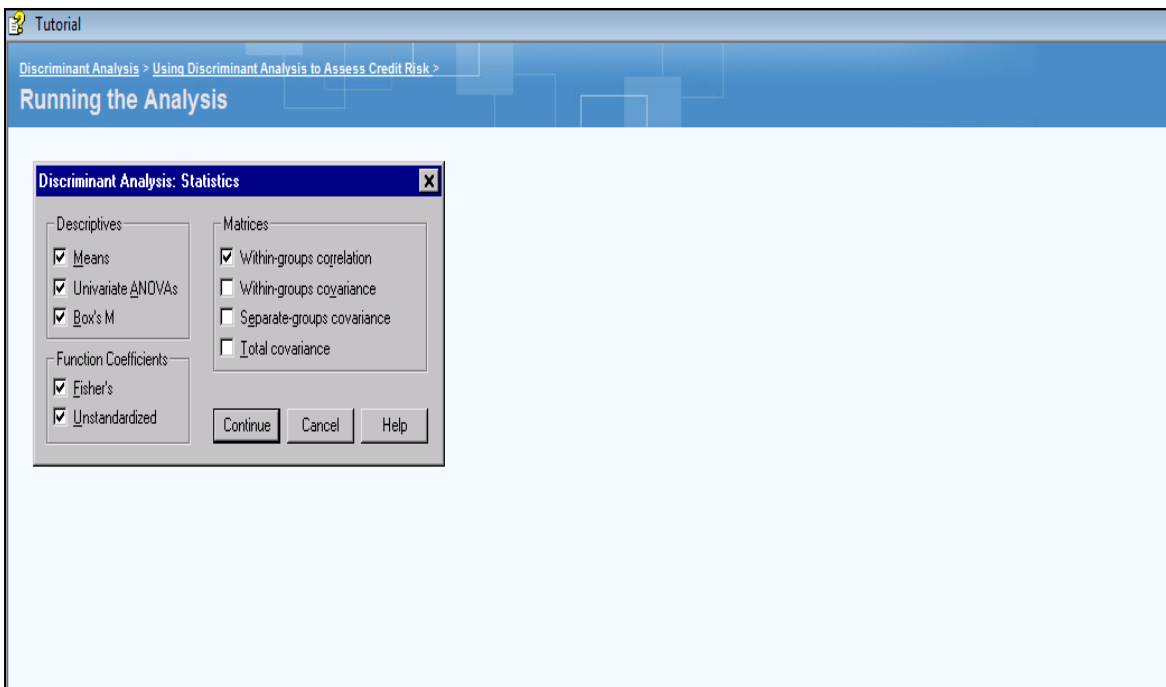 Tutorial
Discriminant Analysis > Using Discriminant Analysis to Assess Credit Risk >
Running the Analysis
Discriminant Analysis: Statistics
Descriptives
Means
Univariate ANOVAs
Box's M
Function Coefficients
Fisher's
Unstandardized
Matrices
Within-groups correlation
Within-groups covariance
Separate-groups covariance
Total covariance
Continue Cancel Help